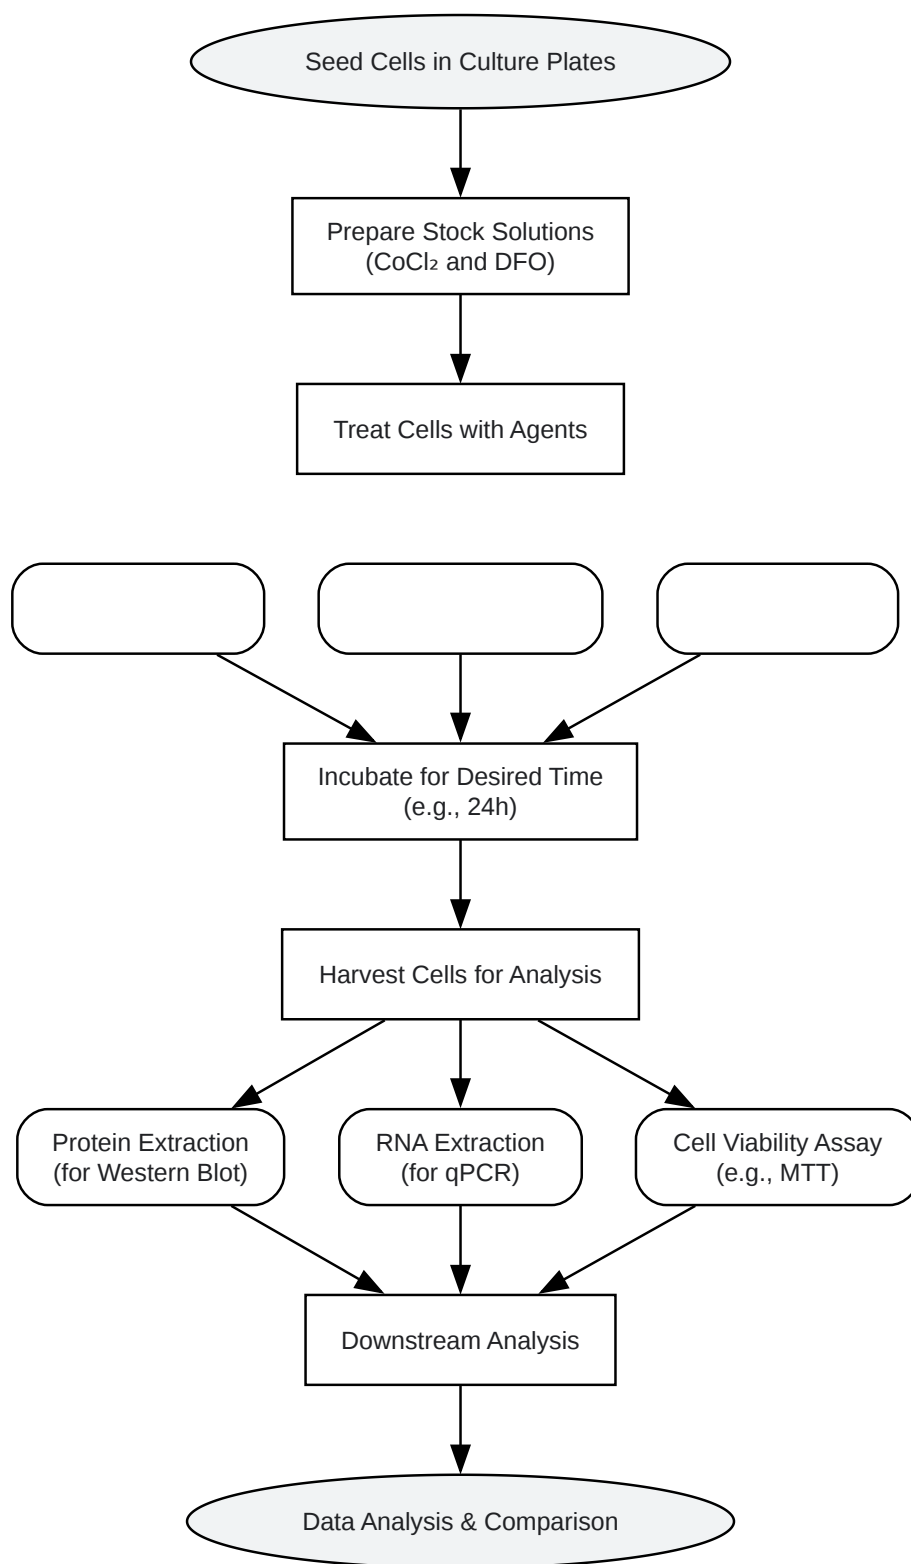 Seed Cells in Culture Plates
Prepare Stock Solutions
(CoCl₂ and DFO)
Treat Cells with Agents
Incubate for Desired Time
(e.g., 24h)
Harvest Cells for Analysis
Protein Extraction
(for Western Blot)
RNA Extraction
(for qPCR)
Cell Viability Assay
(e.g., MTT)
Downstream Analysis
Data Analysis & Comparison